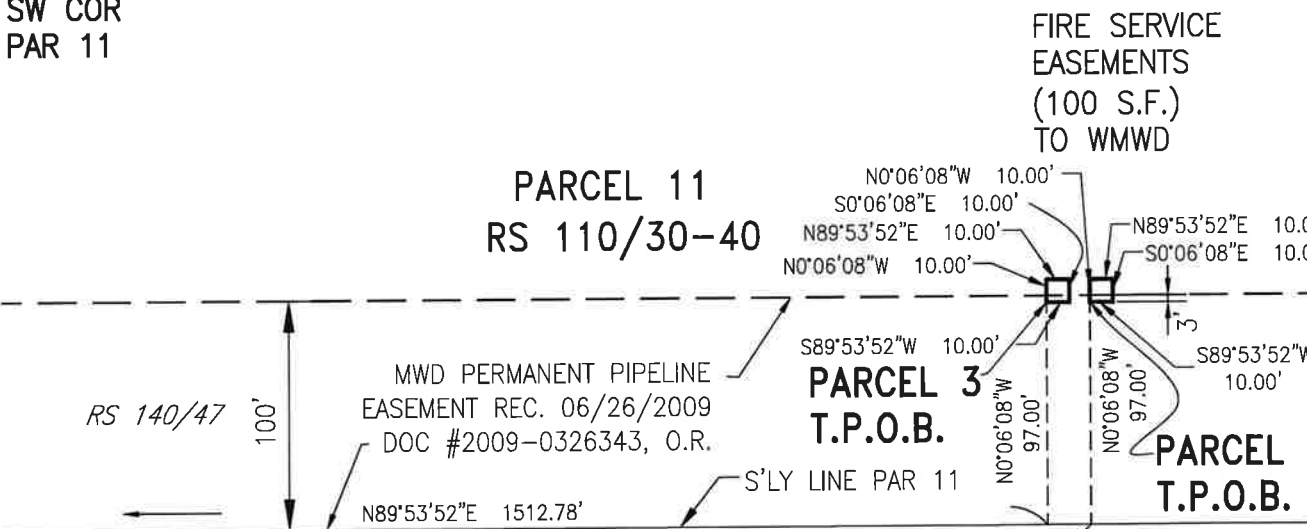 SW COR
PAR 11
FIRE SERVICE
EASEMENTS
(100 S.F.)
TO WMWD
PARCEL 11
RS 110/30-40
N0°06'08"W 10.00'
S0°06'08"E 10.00'
N89°53'52"E 10.00'
N0°06'08"W 10.00'
N89°53'52"E 10.0
S0°06'08"E 10.0
3'
S89°53'52"W 10.00'
S89°53'52"W
10.00'
PARCEL 3
T.P.O.B.
N0°06'08"W
97.00'
N0°06'08"W
97.00'
PARCEL
T.P.O.B.
MWD PERMANENT PIPELINE
EASEMENT REC. 06/26/2009
DOC #2009-0326343, O.R.
RS 140/47
100'
S'LY LINE PAR 11
N89°53'52"E 1512.78'